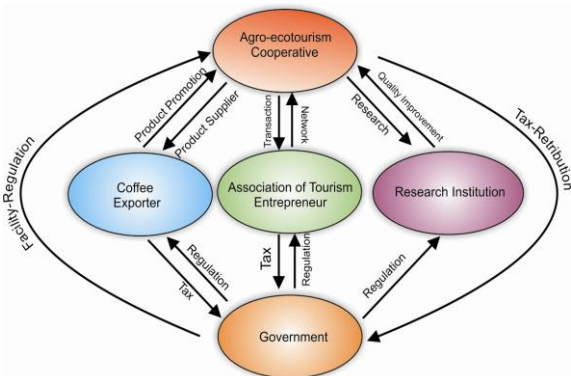 Agro-ecotourism
Cooperative
Product Promotion
Product Supplier
Transaction
Network
Research
Quality Improvement
Facility-Regulation
Tax-Retribution
Coffee
Exporter
Association of Tourism
Entrepreneur
Research Institution
Regulation
Tax
Tax
Regulation
Regulation
Government